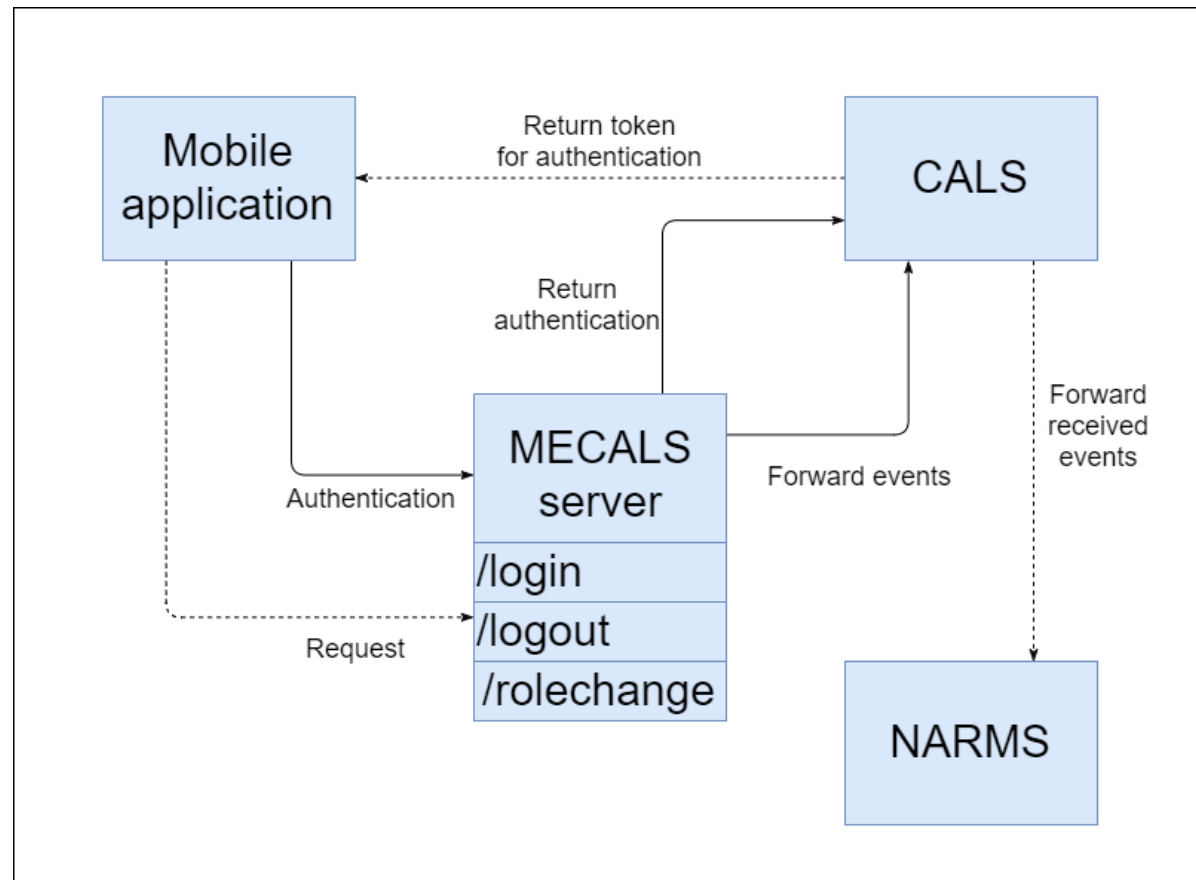 Mobile
application
Return token
for authentication
CALS
Return
authentication
Forward
received
events
MECALS
server
Authentication
Forward events
/login
/logout
/rolechange
Request
NARMS